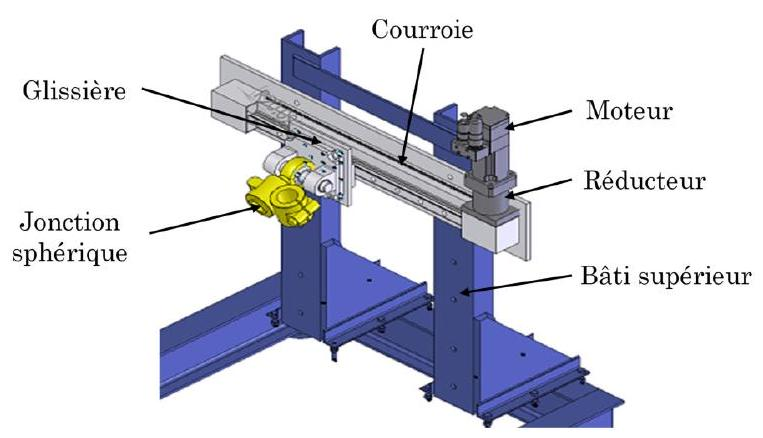 Courroie
Glissière
Moteur
Réducteur
Jonction
sphérique
Bâti supérieur